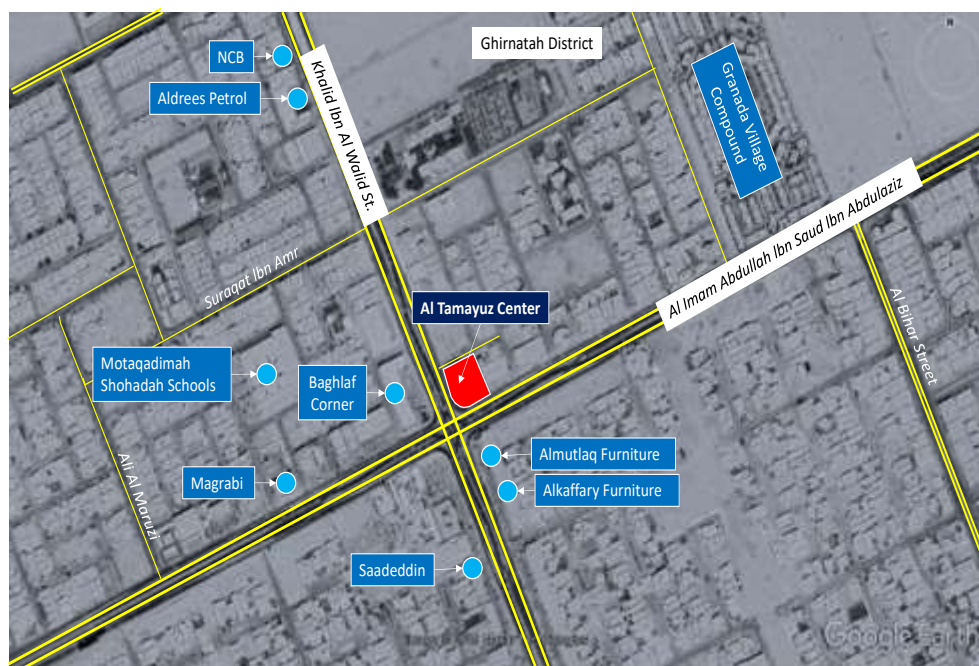 NCB
Ghirnatah District
Aldrees Petrol
Khalid Ibn Al Walid St.
Granada Village
Compound
Al Imam Abdullah Ibn Saud Ibn Abdulaziz
Suraqat Ibn Amr
Al Tamayuz Center
Al Bihar Street
Motaqadimah
Shohadah Schools
Baghlaf
Corner
Ali Al Maruzi
Magrabi
Almutlaq Furniture
Alkaffary Furniture
Saadeddin
Google Earth